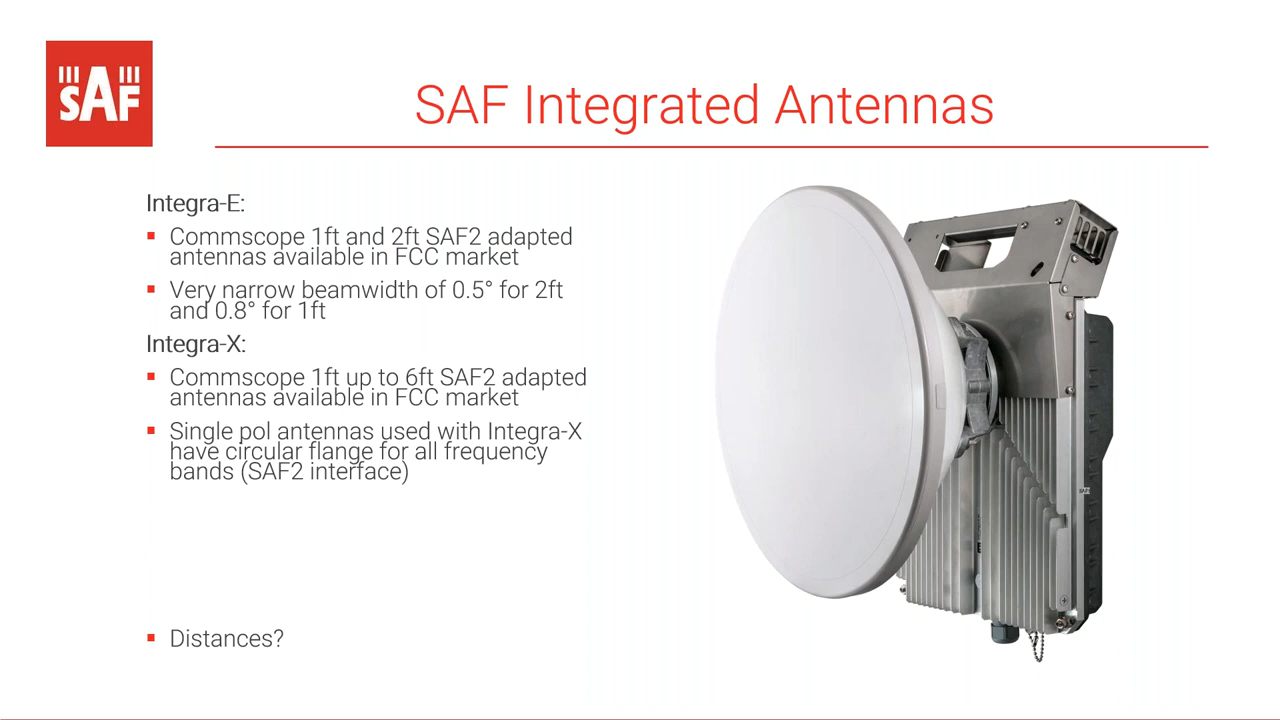 SAF
SAF Integrated Antennas
Integra-E:
Commscope 1ft and 2ft SAF2 adapted
antennas available in FCC market
Very narrow beamwidth of 0.5° for 2ft
and 0.8° for 1ft
Integra-X:
Commscope 1ft up to 6ft SAF2 adapted
antennas available in FCC market
Single pol antennas used with Integra-X
have circular flange for all frequency
bands (SAF2 interface)
Distances?